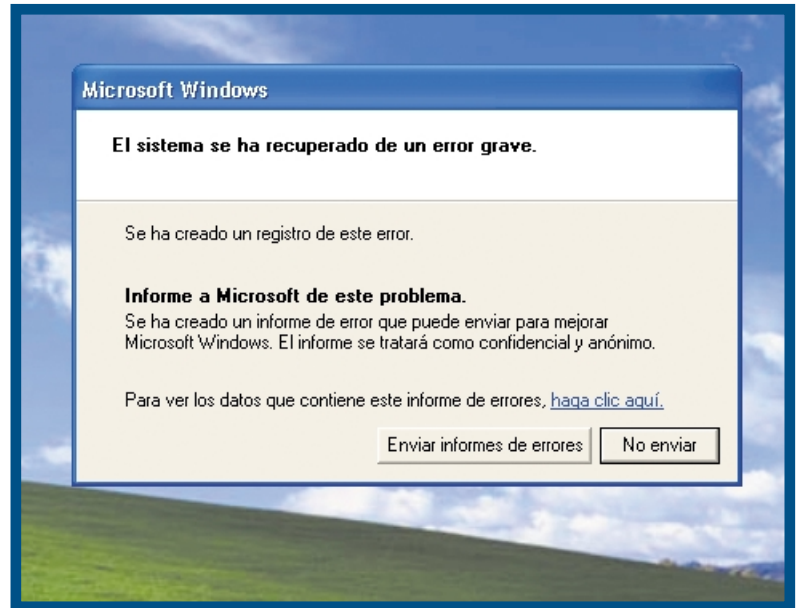 Microsoft Windows
El sistema se ha recuperado de un error grave.
Se ha creado un registro de este error.
Informe a Microsoft de este problema.
Se ha creado un informe de error que puede enviar para mejorar
Microsoft Windows. El informe se tratará como confidencial y anónimo.
Para ver los datos que contiene este informe de errores, haga clic aquí.
Enviar informes de errores
No enviar